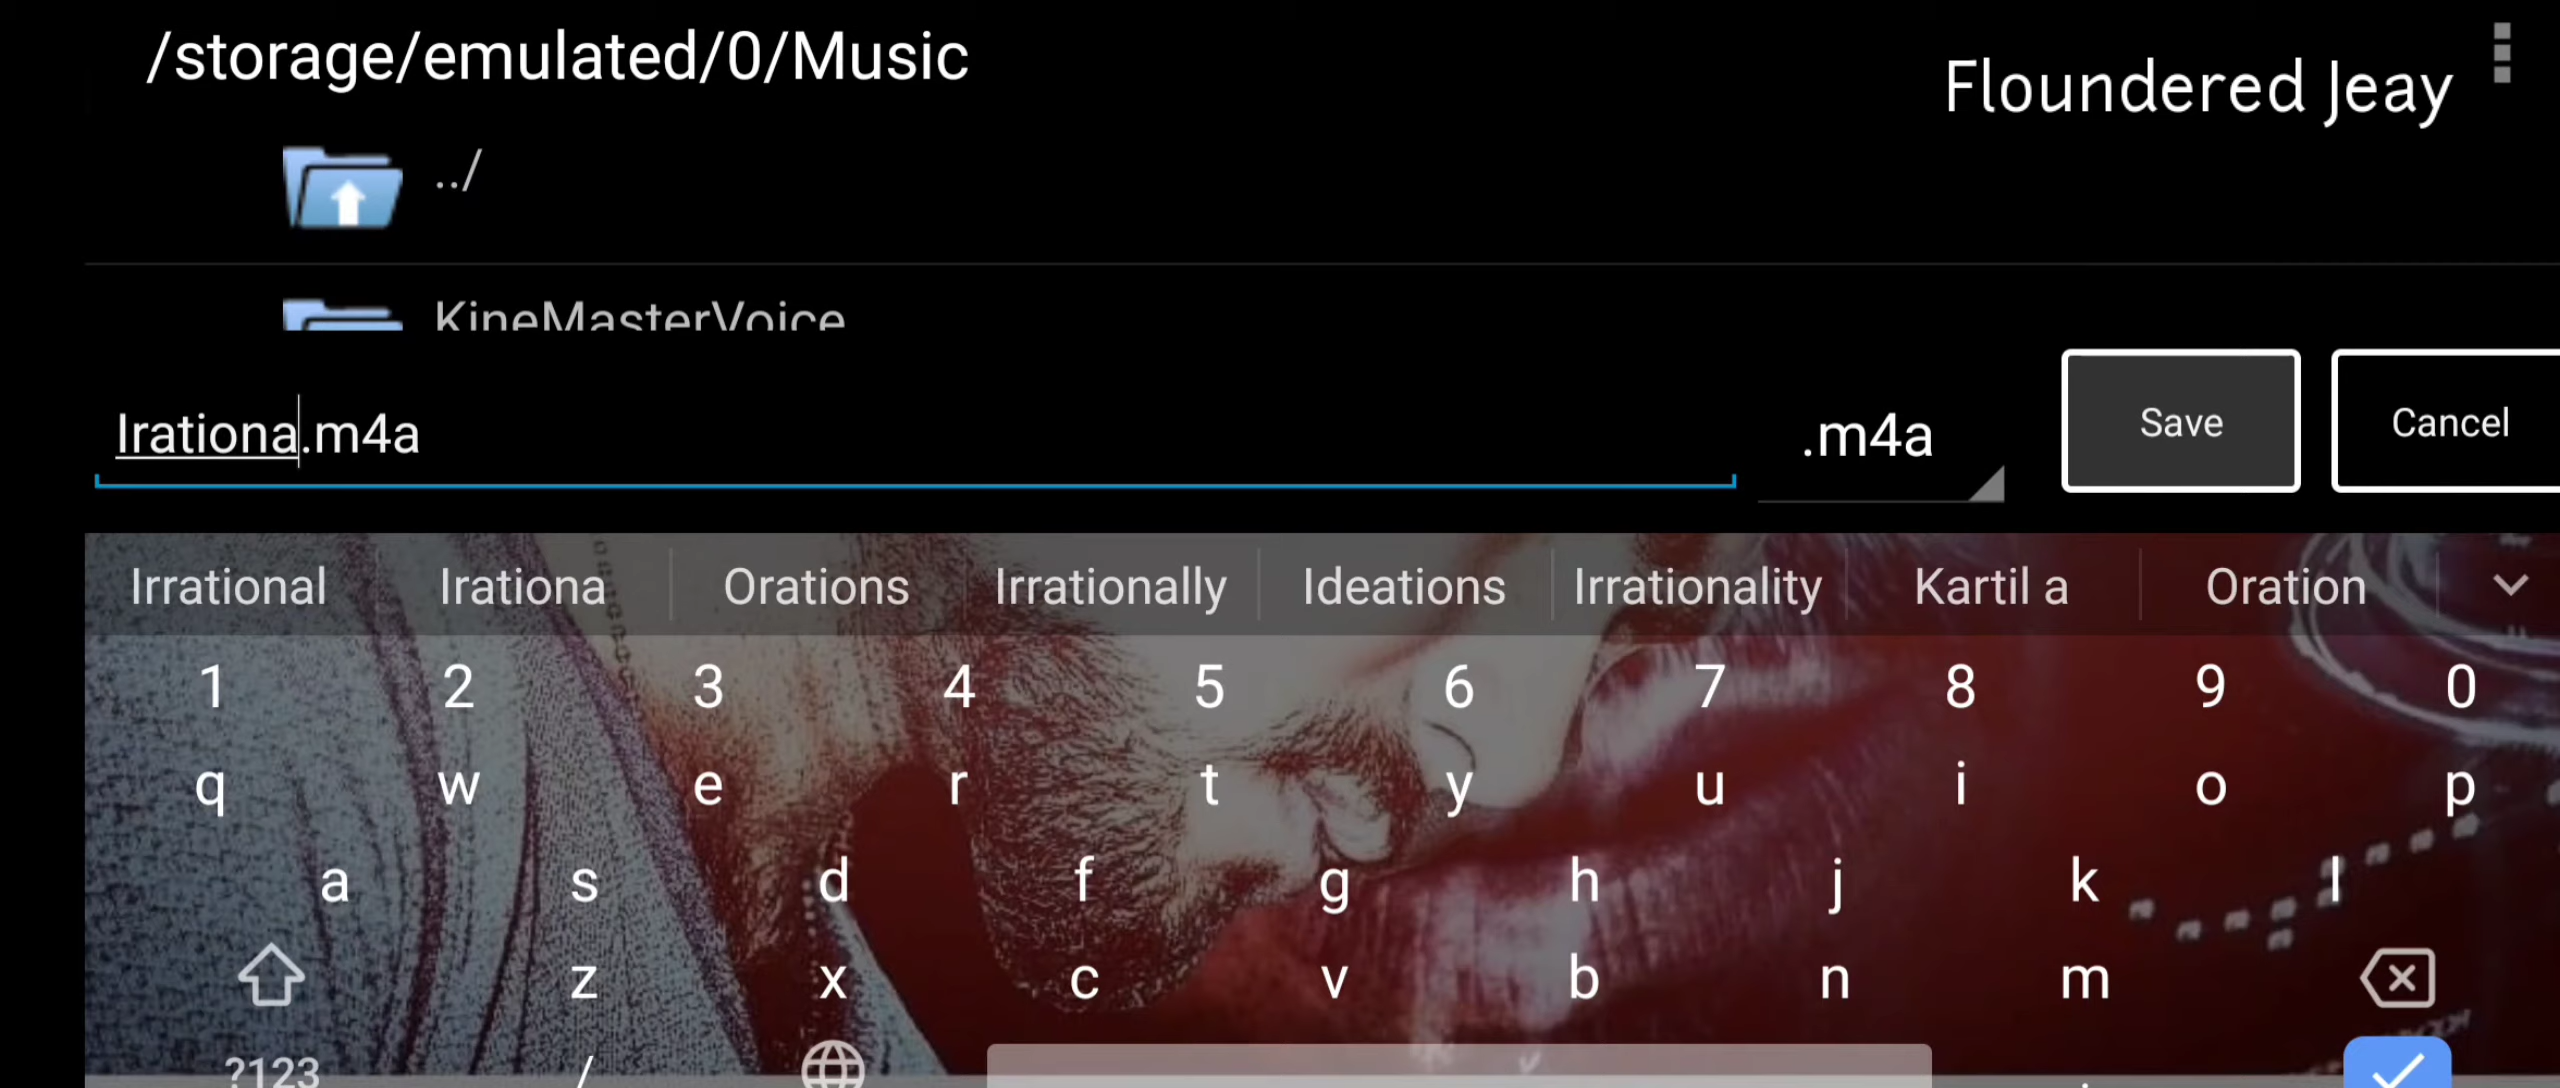 /storage/emulated/0/Music
Floundered Jeay
../
KineMasterVoice
Irationa.m4a
.m4a
Save
Cancel
Irrational Irationa Orations Irrationally Ideations Irrationality Kartil a Oration
1 2 3 4 5 6 7 8 9 0
q w e r t y u i o p
a s d f g h j k l
z x c v b n m
?123 /